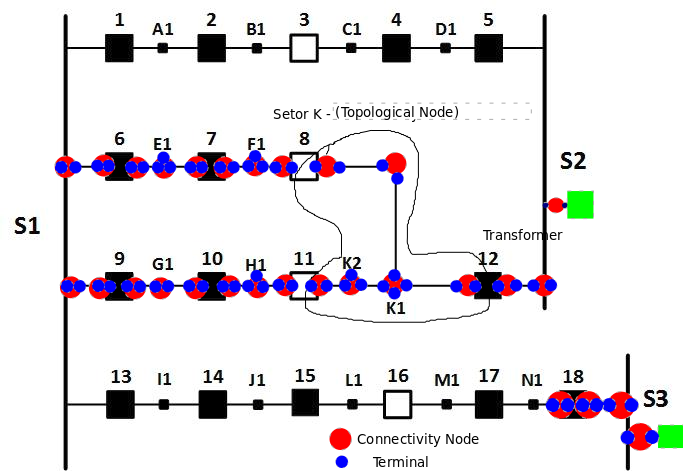 1 A1 2 B1 3 C1 4 D1 5
Setor K - (Topological Node)
6 E1 7 F1 8
S2
S1
Transformer
9 G1 10 H1 11 K2 12
K1
13 I1 14 J1 15 L1 16 M1 17 N1 18
S3
Connectivity Node
Terminal